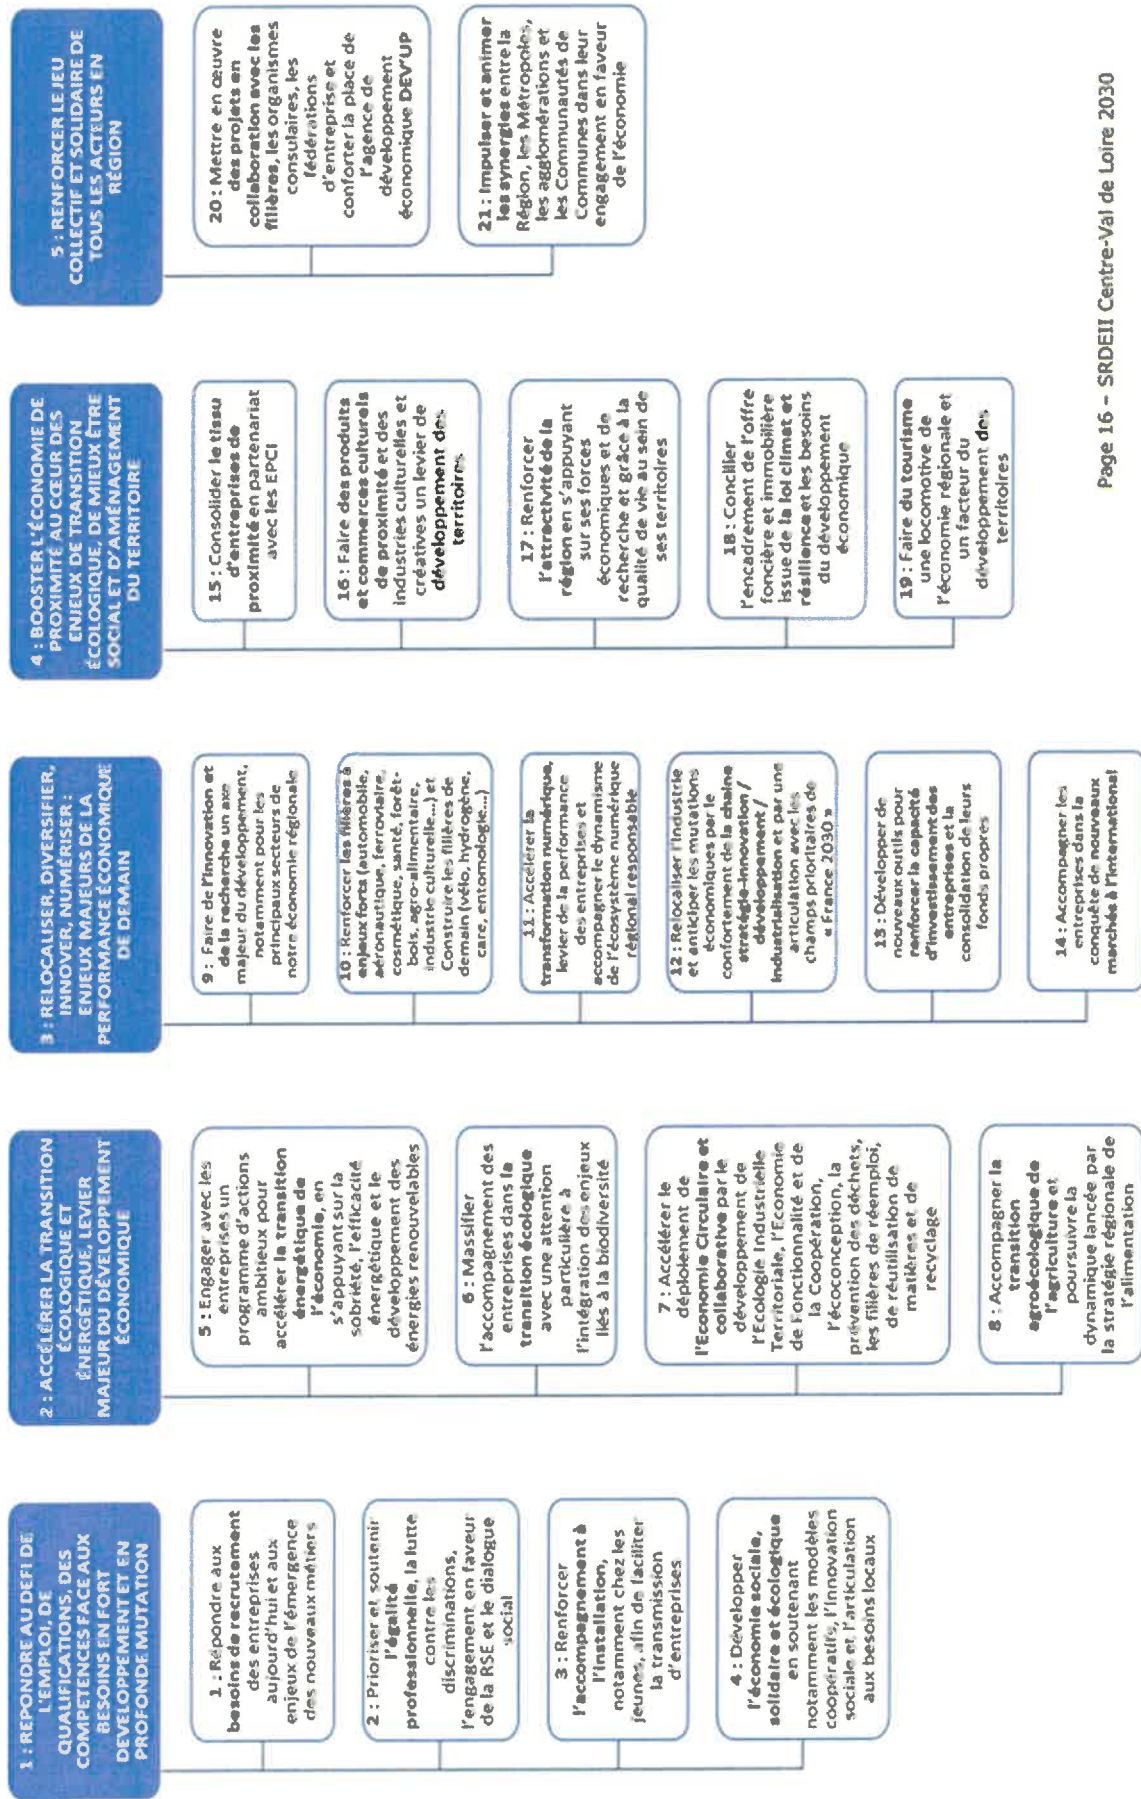 1 : REPONDRE AU DEFI DE
L'EMPLOI, DE
QUALIFICATIONS, DES
COMPETENCES FACE AUX
BESOINS EN FORT
DEVELOPPEMENT ET EN
PROFONDE MUTATION
1 : Répondre aux
besoins de recrutement
des entreprises
aujourd'hui et aux
enjeux de l'émergence
des nouveaux métiers
2 : Prioriser et soutenir
l'égalité
professionnelle, la lutte
contre les
discriminations,
l'engagement en faveur
de la RSE et le dialogue
social
3 : Renforcer
l'accompagnement à
l'installation,
notamment chez les
jeunes, afin de faciliter
la transmission
d'entreprises
4 : Développer
l'économie sociale,
solidaire et écologique
en soutenant
notamment les modèles
coopératifs, l'innovation
sociale et l'articulation
aux besoins locaux
2 : ACCÉLÉRER LA TRANSITION
ÉCOLOGIQUE ET
ÉNERGÉTIQUE, LEVIER
MAJEUR DU DÉVELOPPEMENT
ÉCONOMIQUE
5 : Engager avec les
entreprises un
programme d'actions
ambitieux pour
accélérer la transition
énergétique de
l'économie, en
s'appuyant sur la
sobriété, l'efficacité
énergétique et le
développement des
énergies renouvelables
6 : Massifier
l'accompagnement des
entreprises dans la
transition écologique
avec une attention
particulière à
l'intégration des enjeux
liés à la biodiversité
7 : Accélérer le
déploiement de
l'Economie Circulaire et
collaborative par le
développement de
l'Ecologie Industrielle
Territoriale, l'Economie
de Fonctionnalité et de
la Coopération,
l'écoconception, la
prévention des déchets,
les filières de réemploi,
de réutilisation de
matières et de
recyclage
8 : Accompagner la
transition
agroécologique de
l'agriculture et
poursuivre la
dynamique lancée par
la stratégie régionale de
l'alimentation
3 : RELOCALISER, DIVERSIFIER,
INNOVER, NUMÉRISER :
ENJEUX MAJEURS DE LA
PERFORMANCE ÉCONOMIQUE
DE DEMAIN
9 : Faire de l'innovation et
de la recherche un axe
majeur du développement,
notamment pour les
principaux secteurs de
notre économie régionale
10 : Renforcer les filières à
enjeux forts (automobile,
aéronautique, ferroviaire,
cosmétique, santé, forêt-
bois, agro-alimentaire,
industrie culturelle...) et
Construire les filières de
demain (vélo, hydrogène,
care, entomologie...)
11 : Accélérer la
transformation numérique,
levier de la performance
des entreprises et
accompagner le dynamisme
de l'écosystème numérique
régional responsable
12 : Relocaliser l'industrie
et anticiper les mutations
économiques par le
confortement de la chaine
stratégie-innovation /
développement /
industrialisation et par une
articulation avec les
champs prioritaires de
« France 2030 »
13 : Développer de
nouveaux outils pour
renforcer la capacité
d'investissement des
entreprises et la
consolidation de leurs
fonds propres
14 : Accompagner les
entreprises dans la
conquête de nouveaux
marchés à l'international
4 : BOOSTER L'ÉCONOMIE DE
PROXIMITÉ AU CŒUR DES
ENJEUX DE TRANSITION
ÉCOLOGIQUE, DE MIEUX ÊTRE
SOCIAL ET D'AMÉNAGEMENT
DU TERRITOIRE
15 : Consolider le tissu
d'entreprises de
proximité en partenariat
avec les EPCI
16 : Faire des produits
et commerces culturels
de proximité et des
industries culturelles et
créatives un levier de
développement des
territoires
17 : Renforcer
l'attractivité de la
région en s'appuyant
sur ses forces
économiques et de
recherche et grâce à la
qualité de vie au sein de
ses territoires
18 : Concilier
l'encadrement de l'offre
foncière et immobilière
issue de la loi climat et
résilience et les besoins
du développement
économique
19 : Faire du tourisme
une locomotive de
l'économie régionale et
un facteur du
développement des
territoires
5 : RENFORCER LE JEU
COLLECTIF ET SOLIDAIRE DE
TOUS LES ACTEURS EN
RÉGION
20 : Mettre en œuvre
des projets en
collaboration avec les
filières, les organismes
consulaires, les
fédérations
d'entreprise et
conforter la place de
l'agence de
développement
économique DEV'UP
21 : Impulser et animer
les synergies entre la
Région, les Métropoles,
les agglomérations et
les Communautés de
Communes dans leur
engagement en faveur
de l'économie
Page 16 – SRDEII Centre-Val de Loire 2030